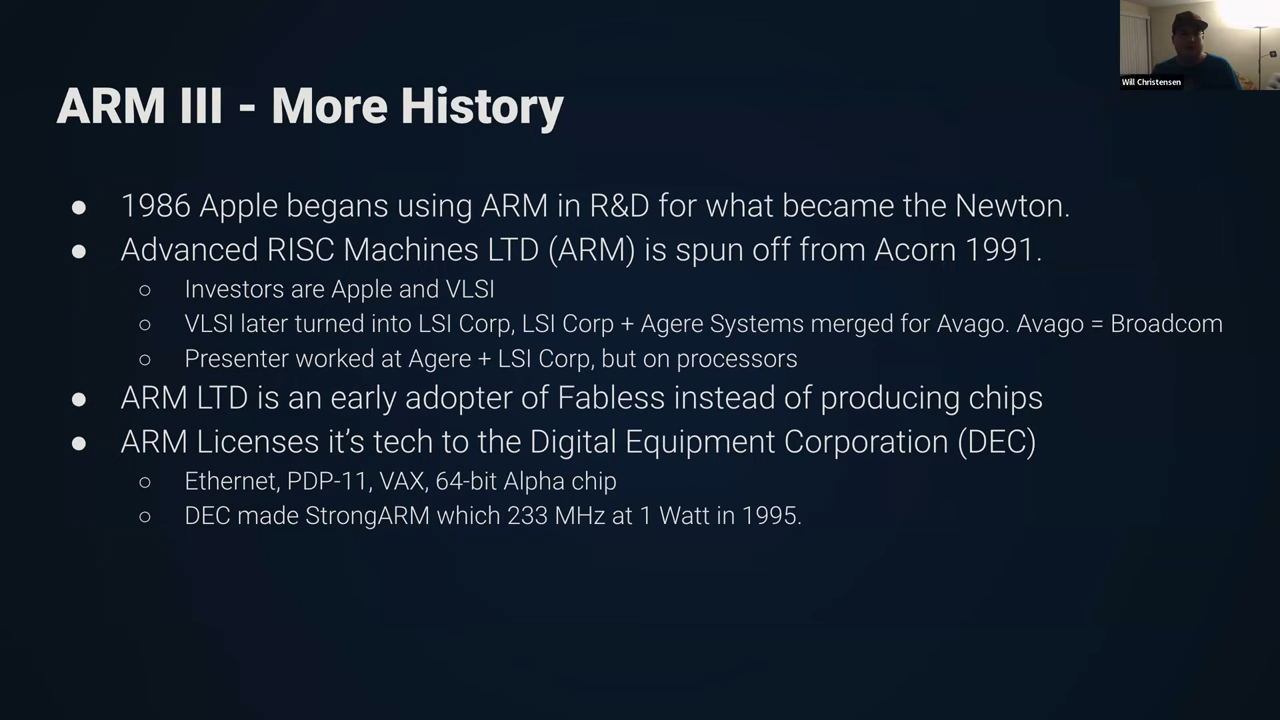 Will Christensen
ARM III - More History
● 1986 Apple begans using ARM in R&D for what became the Newton.
● Advanced RISC Machines LTD (ARM) is spun off from Acorn 1991.
○ Investors are Apple and VLSI
○ VLSI later turned into LSI Corp, LSI Corp + Agere Systems merged for Avago. Avago = Broadcom
○ Presenter worked at Agere + LSI Corp, but on processors
● ARM LTD is an early adopter of Fabless instead of producing chips
● ARM Licenses it’s tech to the Digital Equipment Corporation (DEC)
○ Ethernet, PDP-11, VAX, 64-bit Alpha chip
○ DEC made StrongARM which 233 MHz at 1 Watt in 1995.